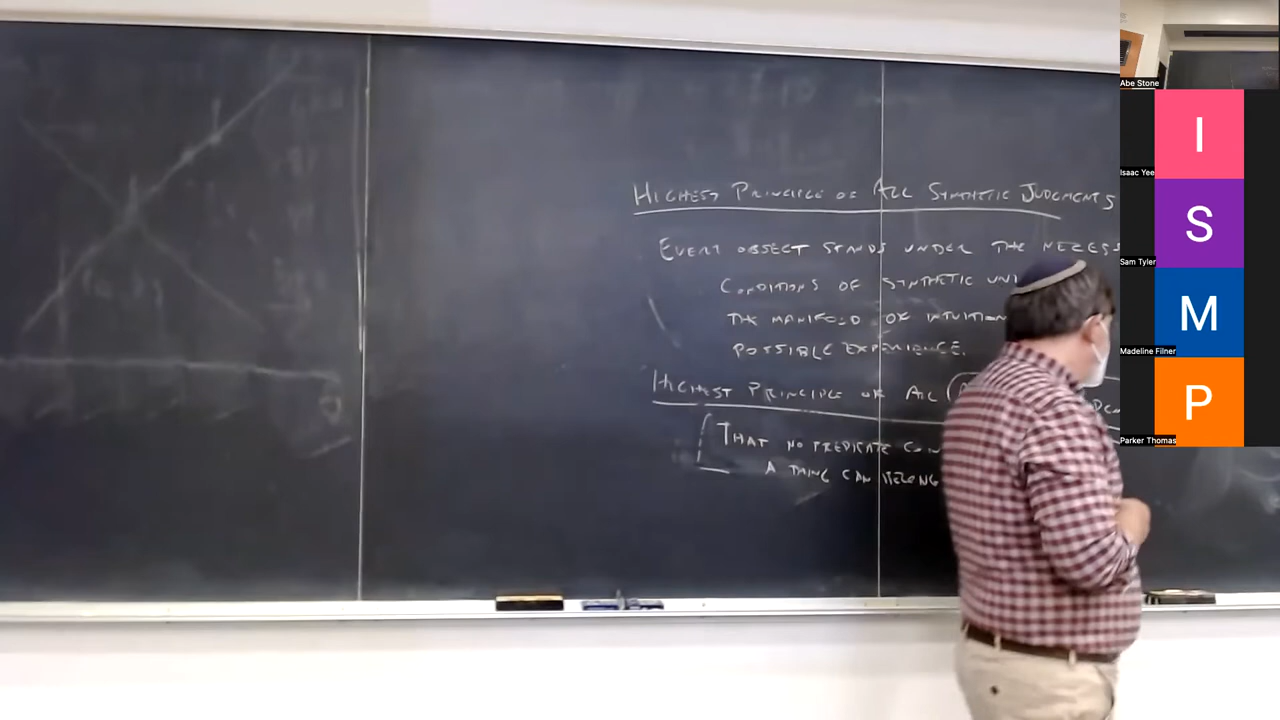 HIGHEST PRINCIPLE OF ALL SYNTHETIC JUDGMENTS
EVERY OBJECT STANDS UNDER THE NECESS
CONDITIONS OF SYNTHETIC UNI
THE MANIFOLD OF INTUITION
POSSIBLE EXPERIENCE.
HIGHEST PRINCIPLE OF ALL
THAT NO PREDICATE CON
A THING CAN BELONG
Abe Stone
I
Isaac Yee
S
Sam Tyler
M
Madeline Filner
P
Parker Thomas